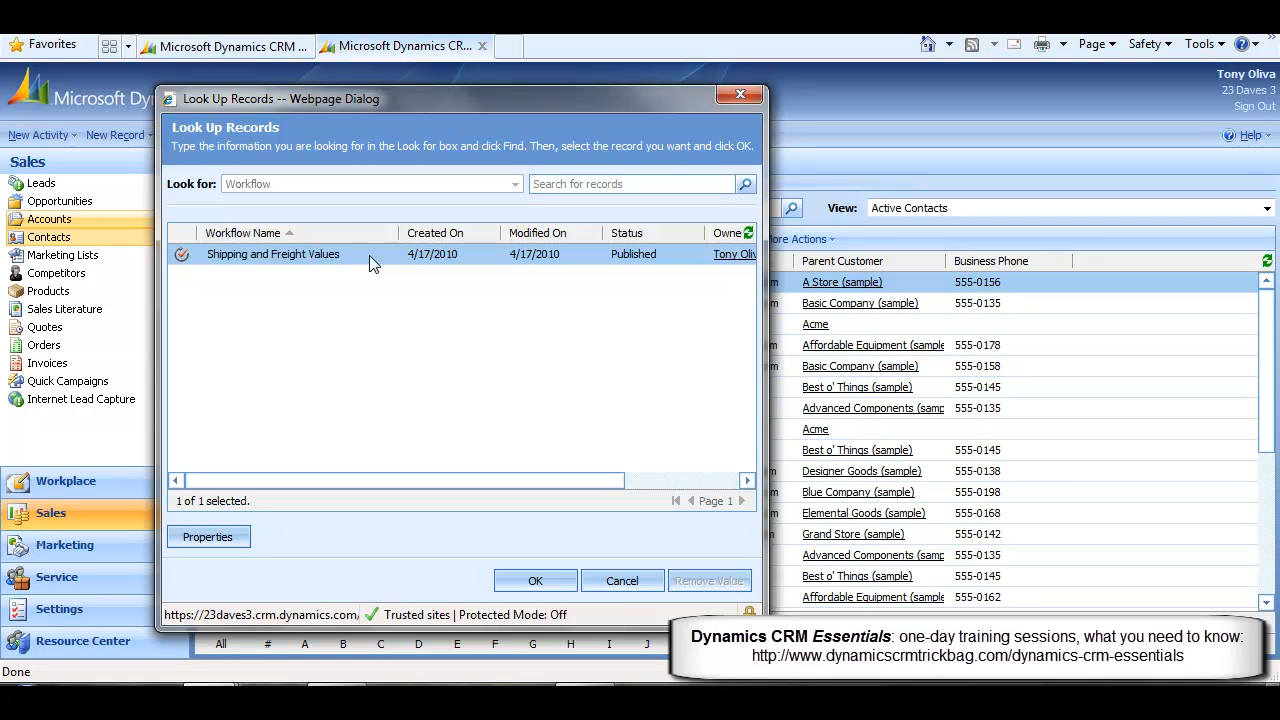 Favorites
Microsoft Dynamics CRM ...
Microsoft Dynamics CR...
Page
Safety
Tools
Tony Oliva
23 Daves 3
Sign Out
Microsoft Dy
New Activity
New Record
Help
Look Up Records -- Webpage Dialog
Look Up Records
Type the information you are looking for in the Look for box and click Find. Then, select the record you want and click OK.
Look for:
Workflow
Search for records
Workflow Name
Created On
Modified On
Status
Owne
Shipping and Freight Values
4/17/2010
4/17/2010
Published
Tony Oliv
1 of 1 selected.
Page 1
Properties
OK
Cancel
Remove Value
https://23daves3.crm.dynamics.com/
Trusted sites | Protected Mode: Off
Sales
Leads
Opportunities
Accounts
Contacts
Marketing Lists
Competitors
Products
Sales Literature
Quotes
Orders
Invoices
Quick Campaigns
Internet Lead Capture
Workplace
Sales
Marketing
Service
Settings
Resource Center
View:
Active Contacts
ore Actions
Parent Customer
Business Phone
m A Store (sample) 555-0156
Basic Company (sample) 555-0135
Acme
m Affordable Equipment (sample 555-0178
m Basic Company (sample) 555-0158
Best o' Things (sample) 555-0145
Advanced Components (samp 555-0135
Acme
m Best o' Things (sample) 555-0145
Designer Goods (sample) 555-0138
m Blue Company (sample) 555-0198
m Elemental Goods (sample) 555-0168
m Grand Store (sample) 555-0142
Advanced Components (samp 555-0135
m Best o' Things (sample) 555-0145
m Affordable Equipment (sample 555-0162
All # A B C D E F G H I J
Done
Dynamics CRM Essentials: one-day training sessions, what you need to know:
http://www.dynamicscrmtrickbag.com/dynamics-crm-essentials